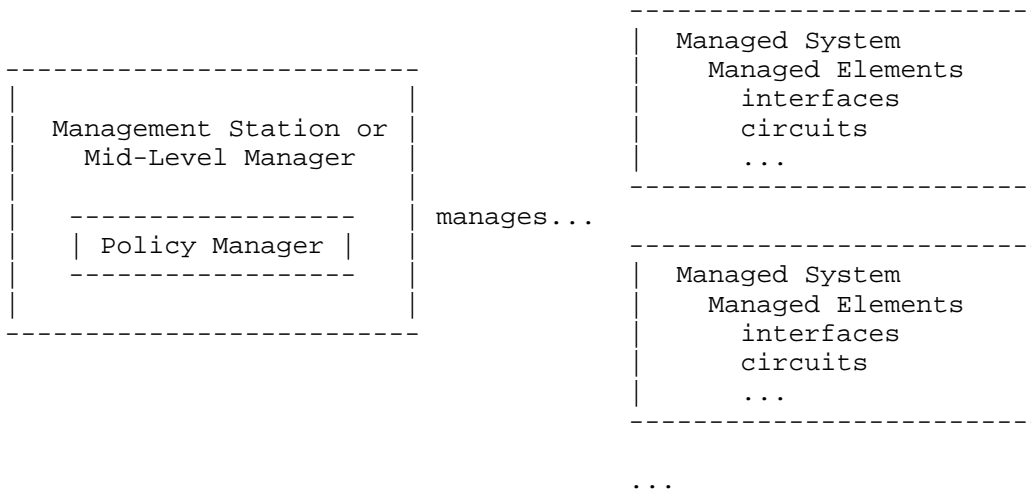 Management Station or
Mid-Level Manager
Policy Manager
manages...
Managed System
Managed Elements
interfaces
circuits
...
Managed System
Managed Elements
interfaces
circuits
...
...